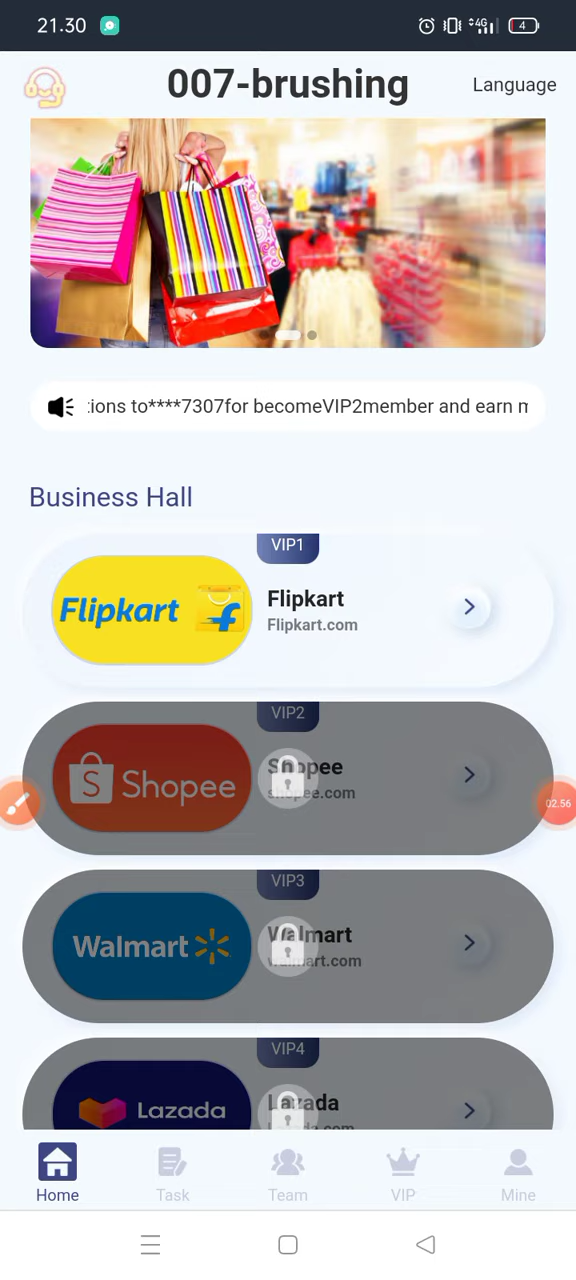 21.30
4G
4
007-brushing
Language
tions to****7307for becomeVIP2member and earn
Business Hall
VIP1
Flipkart
Flipkart
Flipkart.com
VIP2
Shopee
Shopee
shopee.com
02.56
VIP3
Walmart
Walmart
walmart.com
VIP4
Lazada
Lazada
Home
Task
Team
VIP
Mine